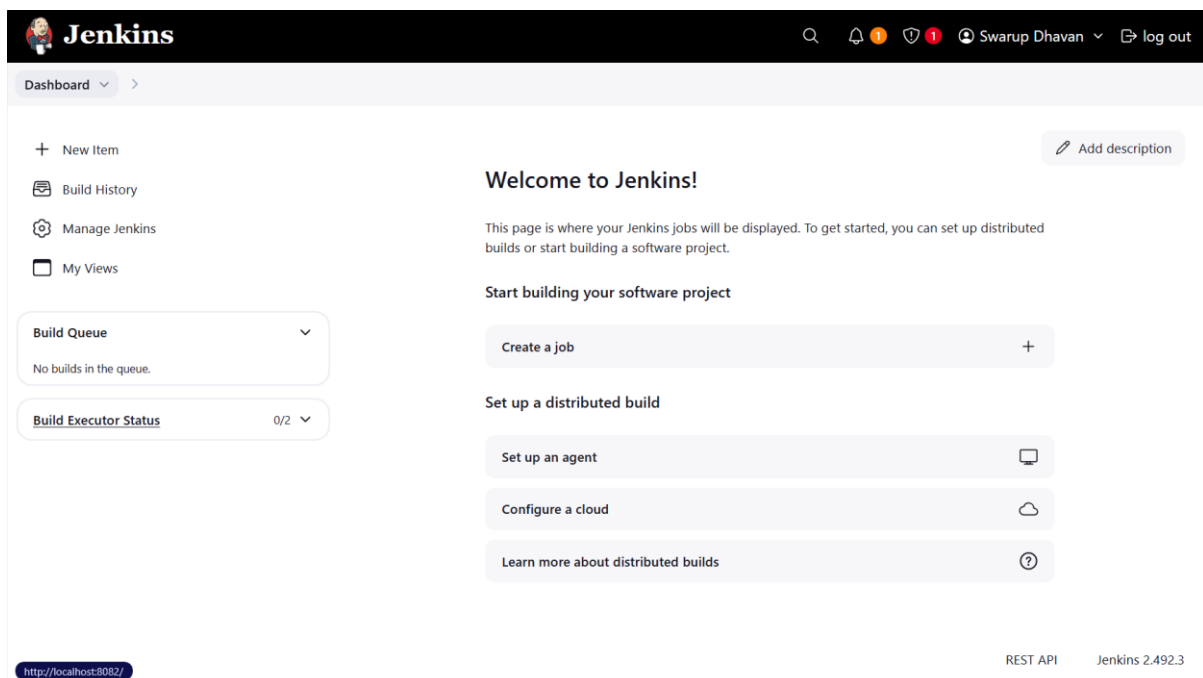 Jenkins
1
1
Swarup Dhavan
log out
Dashboard
New Item
Build History
Manage Jenkins
My Views
Build Queue
No builds in the queue.
Build Executor Status
0/2
Add description
Welcome to Jenkins!
This page is where your Jenkins jobs will be displayed. To get started, you can set up distributed
builds or start building a software project.
Start building your software project
Create a job
Set up a distributed build
Set up an agent
Configure a cloud
Learn more about distributed builds
REST API
Jenkins 2.492.3
http://localhost:8082/